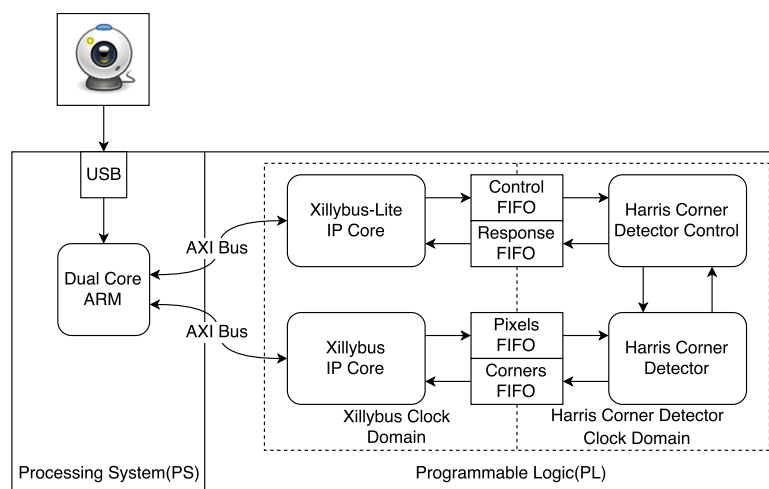 USB
Dual Core
ARM
AXI Bus
AXI Bus
Xillybus-Lite
IP Core
Control
FIFO
Response
FIFO
Harris Corner
Detector Control
Xillybus
IP Core
Pixels
FIFO
Corners
FIFO
Harris Corner
Detector
Xillybus Clock
Domain
Harris Corner Detector
Clock Domain
Processing System(PS)
Programmable Logic(PL)